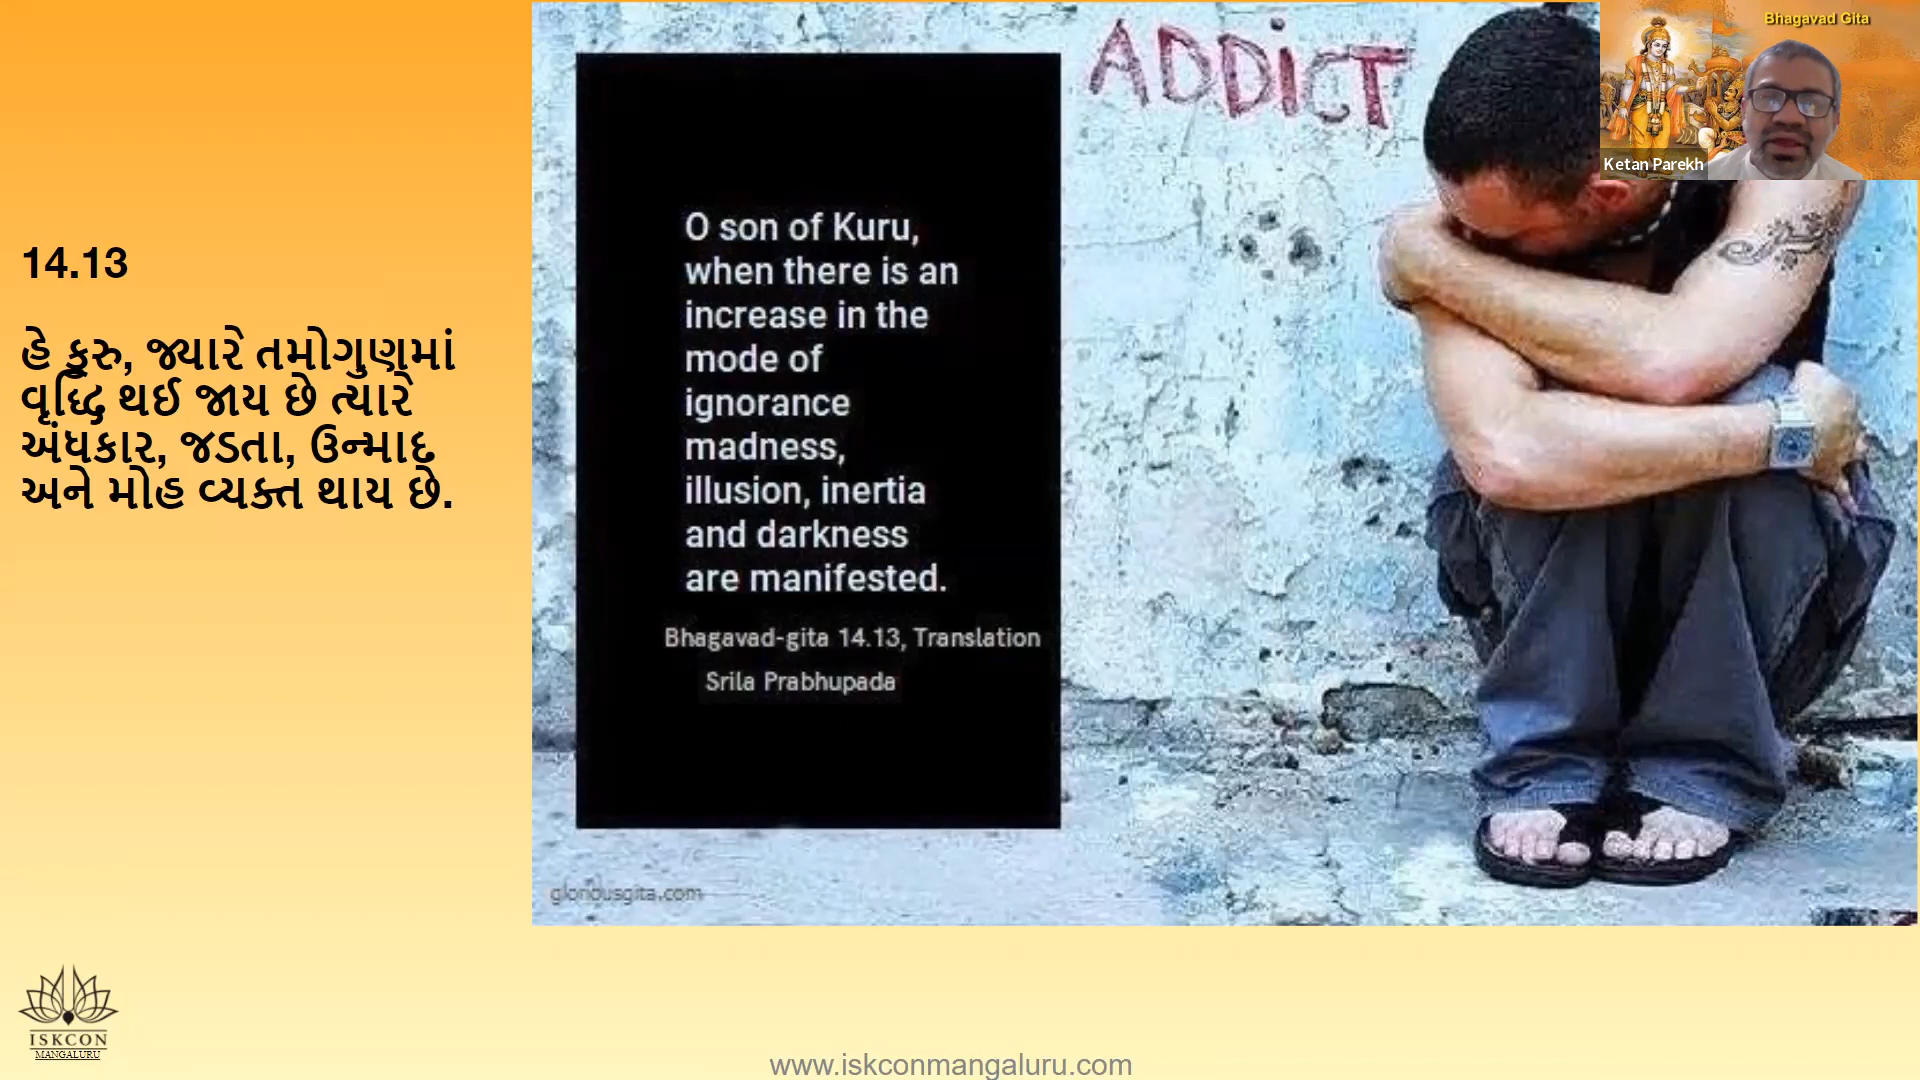 14.13
હે કુરુ, જ્યારે તમોગુણમાં
વૃદ્ધિ થઈ જાય છે ત્યારે
અંધકાર, જડતા, ઉન્માદ
અને મોહ વ્યક્ત થાય છે.
O son of Kuru,
when there is an
increase in the
mode of
ignorance
madness,
illusion, inertia
and darkness
are manifested.
Bhagavad-gita 14.13, Translation
Srila Prabhupada
gloriousgita.com
ADDiCT
Bhagavad Gita
Ketan Parekh
ISKCON
MANGALURU
www.iskconmangaluru.com